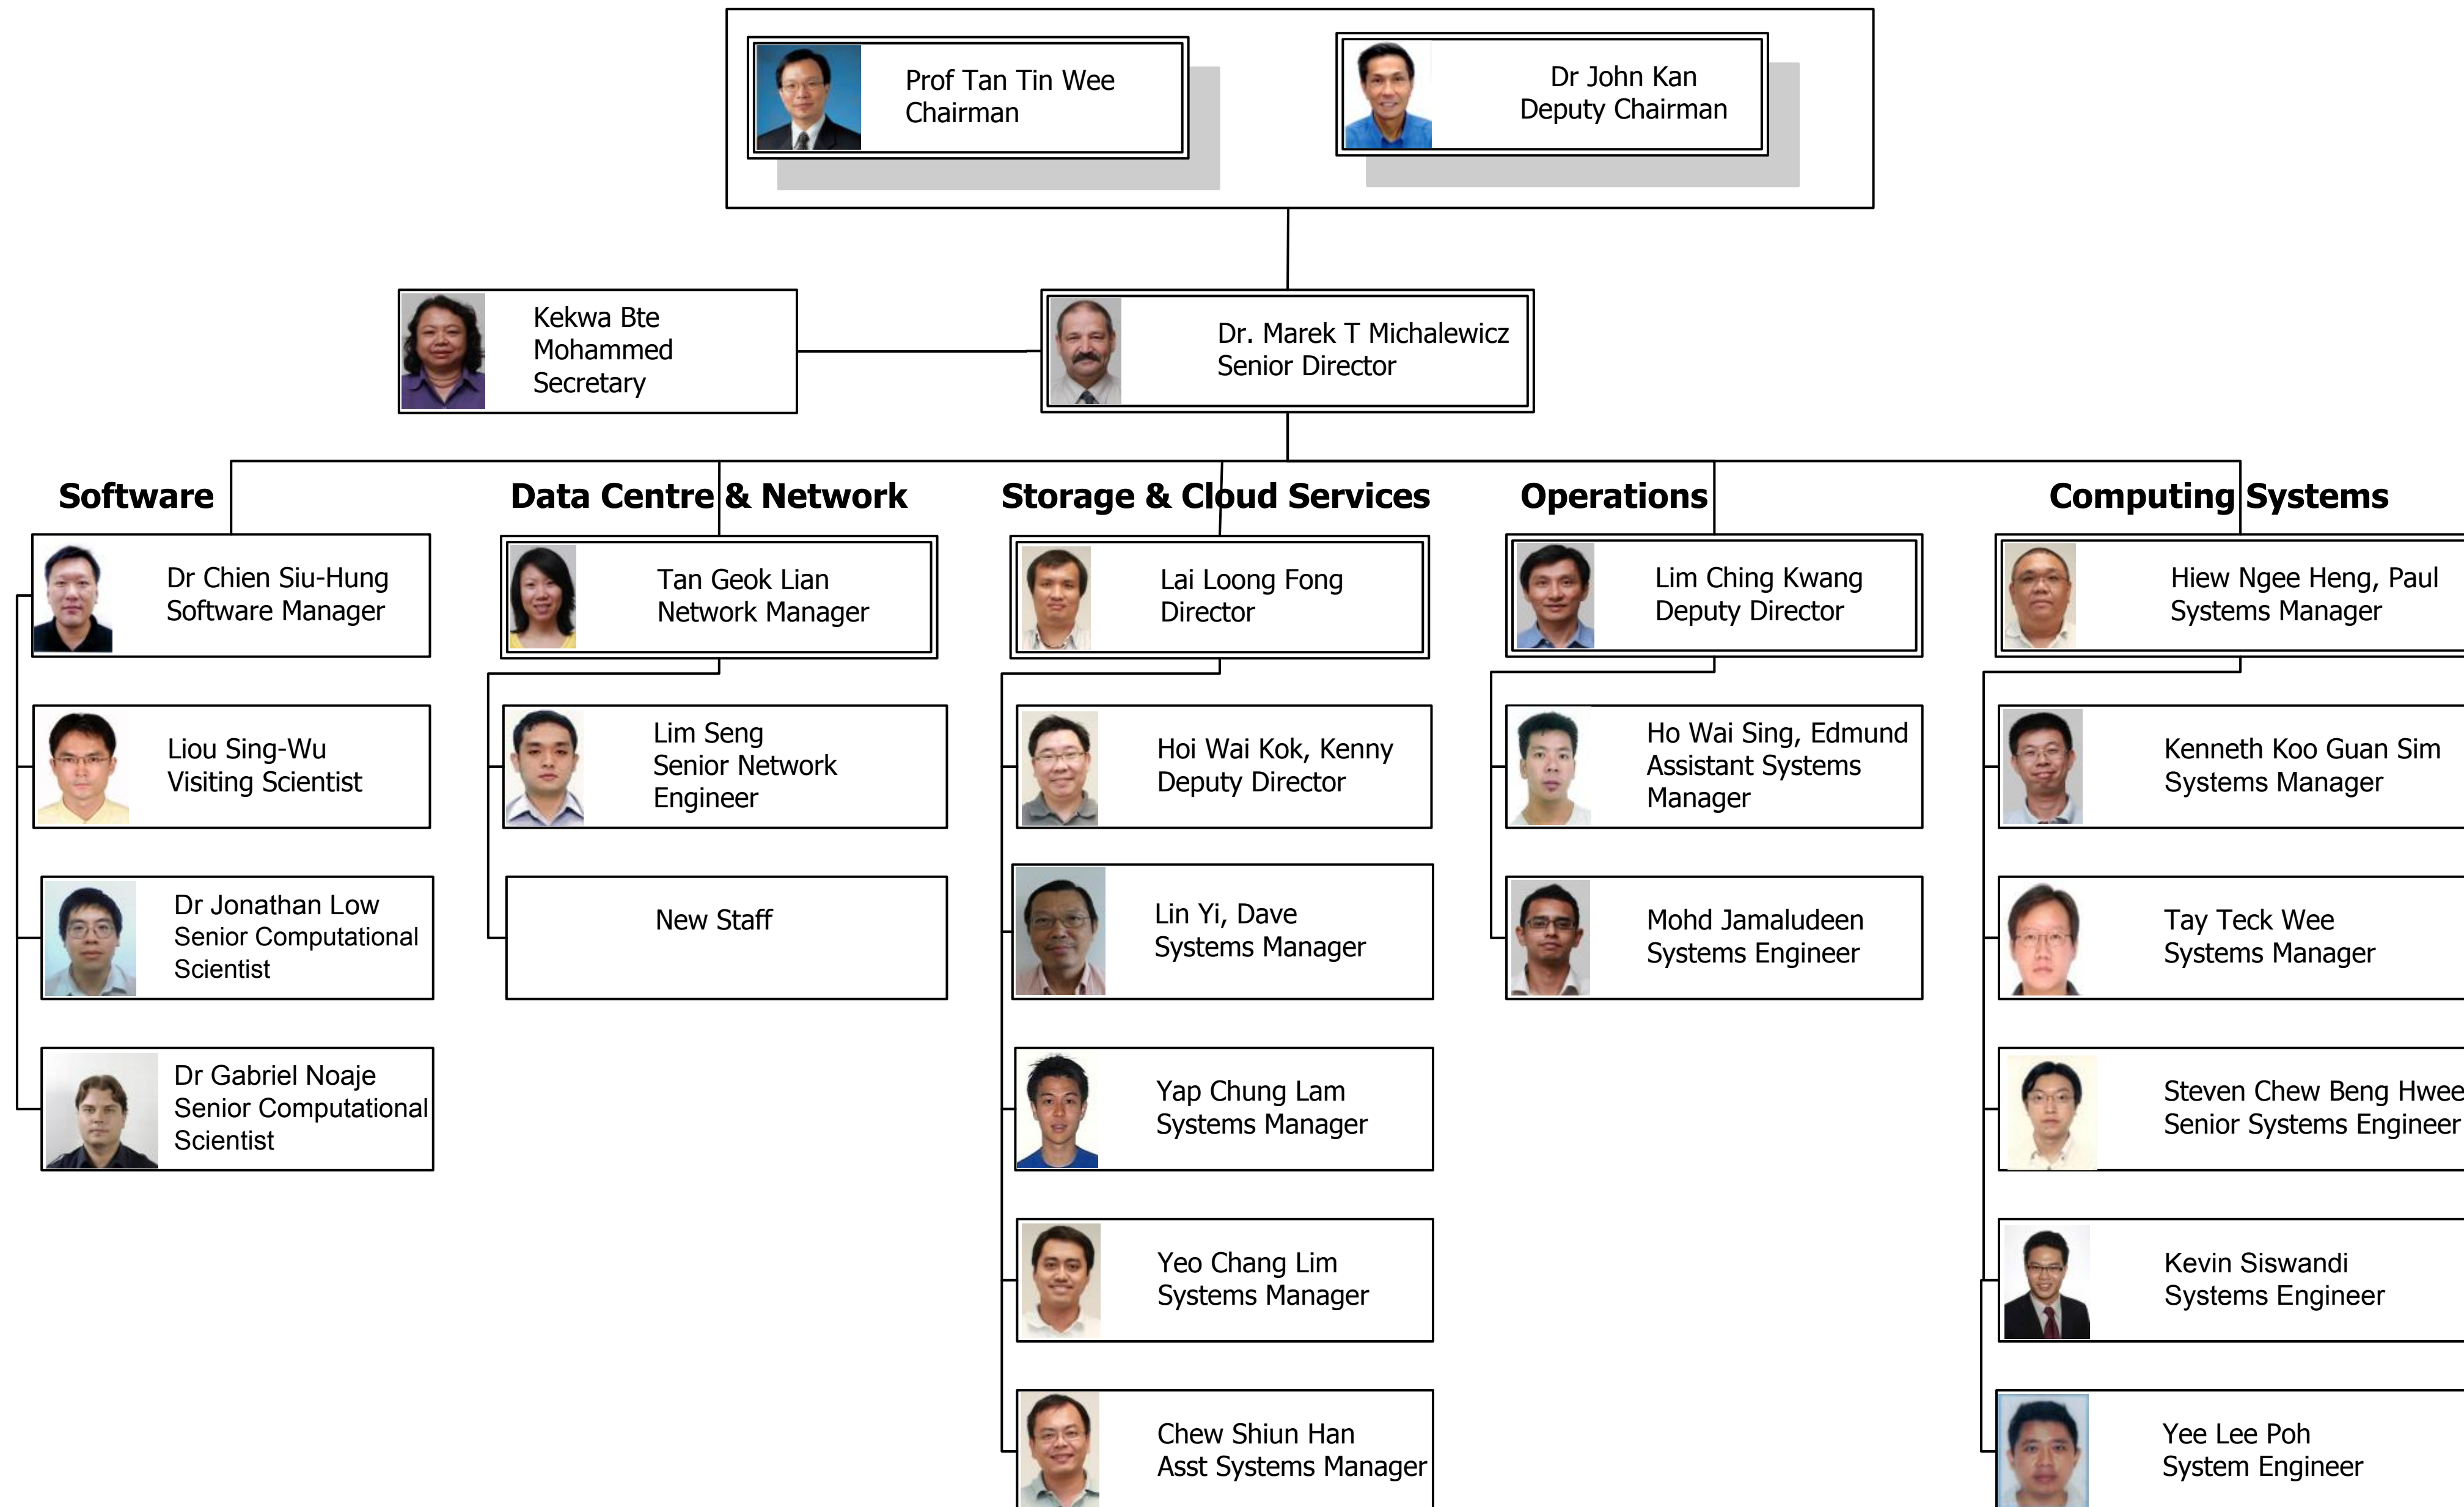 Prof Tan Tin Wee
Chairman
Dr John Kan
Deputy Chairman
Kekwa Bte
Mohammed
Secretary
Dr. Marek T Michalewicz
Senior Director
Software
Data Centre & Network
Storage & Cloud Services
Operations
Computing Systems
Dr Chien Siu-Hung
Software Manager
Tan Geok Lian
Network Manager
Lai Loong Fong
Director
Lim Ching Kwang
Deputy Director
Hiew Ngee Heng, Paul
Systems Manager
Liou Sing-Wu
Visiting Scientist
Lim Seng
Senior Network
Engineer
Hoi Wai Kok, Kenny
Deputy Director
Ho Wai Sing, Edmund
Assistant Systems
Manager
Kenneth Koo Guan Sim
Systems Manager
Dr Jonathan Low
Senior Computational
Scientist
New Staff
Lin Yi, Dave
Systems Manager
Mohd Jamaludeen
Systems Engineer
Tay Teck Wee
Systems Manager
Dr Gabriel Noaje
Senior Computational
Scientist
Yap Chung Lam
Systems Manager
Steven Chew Beng Hwee
Senior Systems Engineer
Yeo Chang Lim
Systems Manager
Kevin Siswandi
Systems Engineer
Chew Shiun Han
Asst Systems Manager
Yee Lee Poh
System Engineer